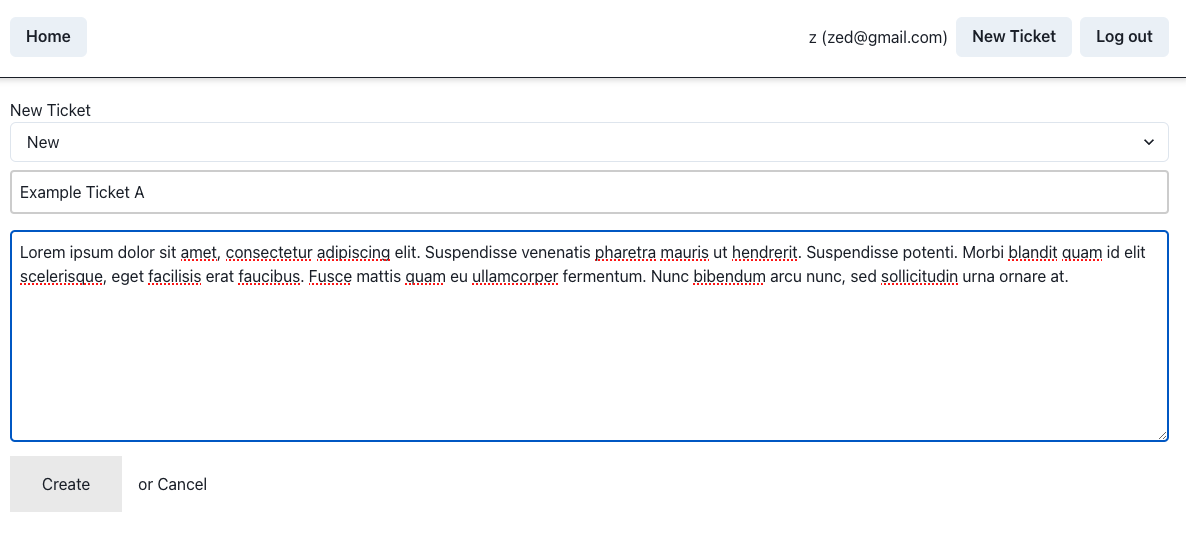 Home
z (zed@gmail.com)
New Ticket
Log out
New Ticket
New
Example Ticket A
Lorem ipsum dolor sit amet, consectetur adipiscing elit. Suspendisse venenatis pharetra mauris ut hendrerit. Suspendisse potenti. Morbi blandit quam id elit
scelerisque, eget facilisis erat faucibus. Fusce mattis quam eu ullamcorper fermentum. Nunc bibendum arcu nunc, sed sollicitudin urna ornare at.
Create
or Cancel